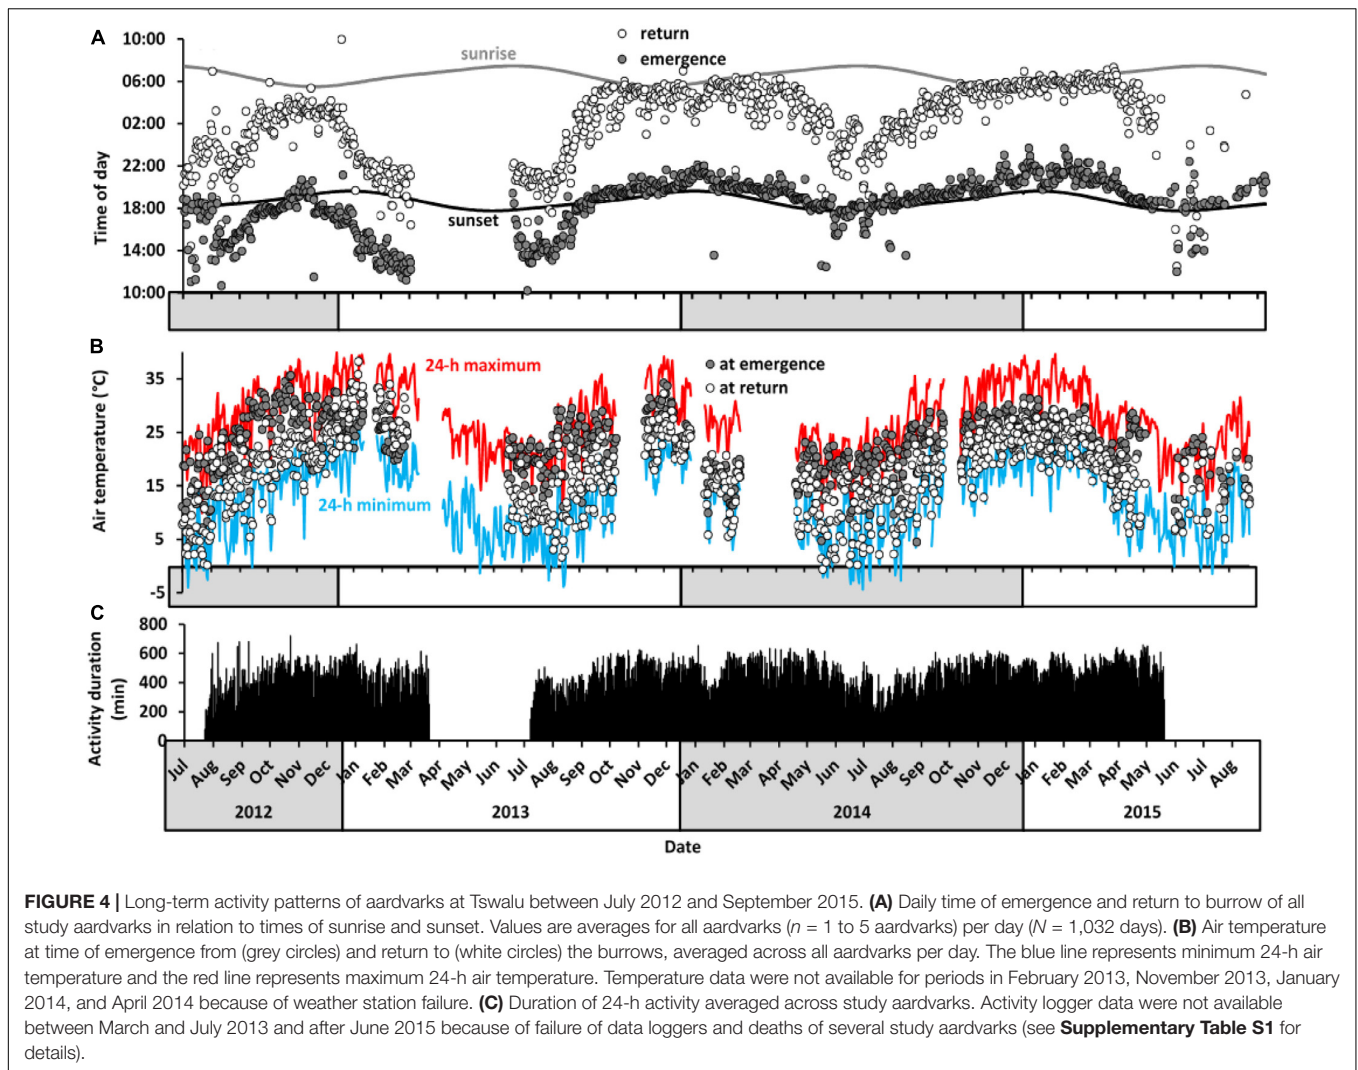 A
10:00
06:00
02:00
22:00
18:00
14:00
10:00
Time of day
sunrise
sunset
return
emergence
B
35
25
15
5
-5
Air temperature (°C)
24-h maximum
24-h minimum
at emergence
at return
C
800
600
400
200
0
Activity duration
(min)
Jul Aug Sep Oct Nov Dec Jan Feb Mar Apr May Jun Jul Aug Sep Oct Nov Dec Jan Feb Mar Apr May Jun Jul Aug Sep Oct Nov Dec Jan Feb Mar Apr May Jun Jul Aug
2012 2013 2014 2015
Date
FIGURE 4 | Long-term activity patterns of aardvarks at Tswalu between July 2012 and September 2015. (A) Daily time of emergence and return to burrow of all
study aardvarks in relation to times of sunrise and sunset. Values are averages for all aardvarks (n = 1 to 5 aardvarks) per day (N = 1,032 days). (B) Air temperature
at time of emergence from (grey circles) and return to (white circles) the burrows, averaged across all aardvarks per day. The blue line represents minimum 24-h air
temperature and the red line represents maximum 24-h air temperature. Temperature data were not available for periods in February 2013, November 2013, January
2014, and April 2014 because of weather station failure. (C) Duration of 24-h activity averaged across study aardvarks. Activity logger data were not available
between March and July 2013 and after June 2015 because of failure of data loggers and deaths of several study aardvarks (see Supplementary Table S1 for
details).